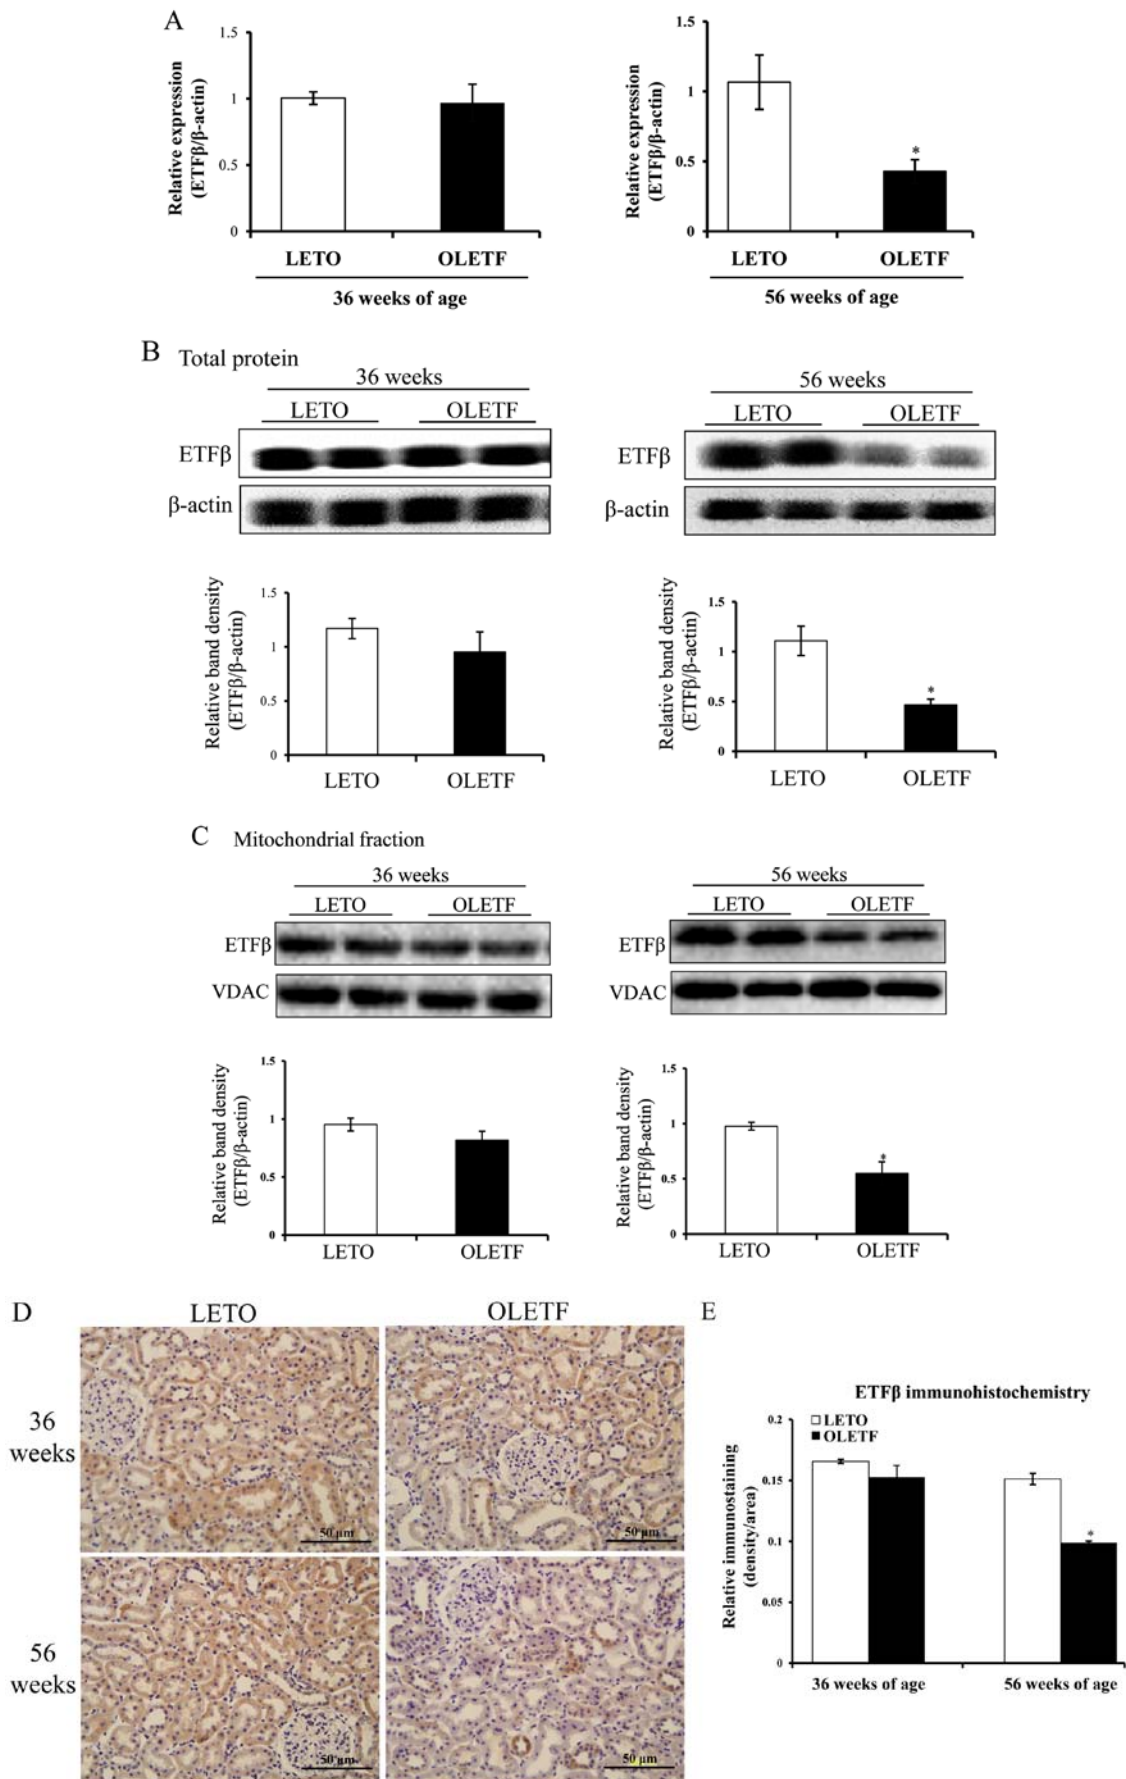 A
Relative expression
(ETFβ/β-actin)
1.5
1
0.5
0
LETO OLETF
36 weeks of age
Relative expression
(ETFβ/β-actin)
1.5
1
0.5
0
*
LETO OLETF
56 weeks of age
B Total protein
36 weeks
LETO OLETF
ETFβ
β-actin
56 weeks
LETO OLETF
ETFβ
β-actin
Relative band density
(ETFβ/β-actin)
1.5
1
0.5
0
LETO OLETF
Relative band density
(ETFβ/β-actin)
1.5
1
0.5
0
*
LETO OLETF
C Mitochondrial fraction
36 weeks
LETO OLETF
ETFβ
VDAC
56 weeks
LETO OLETF
ETFβ
VDAC
Relative band density
(ETFβ/β-actin)
1.5
1
0.5
0
LETO OLETF
Relative band density
(ETFβ/β-actin)
1.5
1
0.5
0
*
LETO OLETF
D LETO OLETF
36
weeks
50 µm
50 µm
56
weeks
50 µm
50 µm
E
ETFβ immunohistochemistry
LETO
OLETF
Relative immunostaining
(density/area)
0.2
0.15
0.1
0.05
0
*
36 weeks of age 56 weeks of age